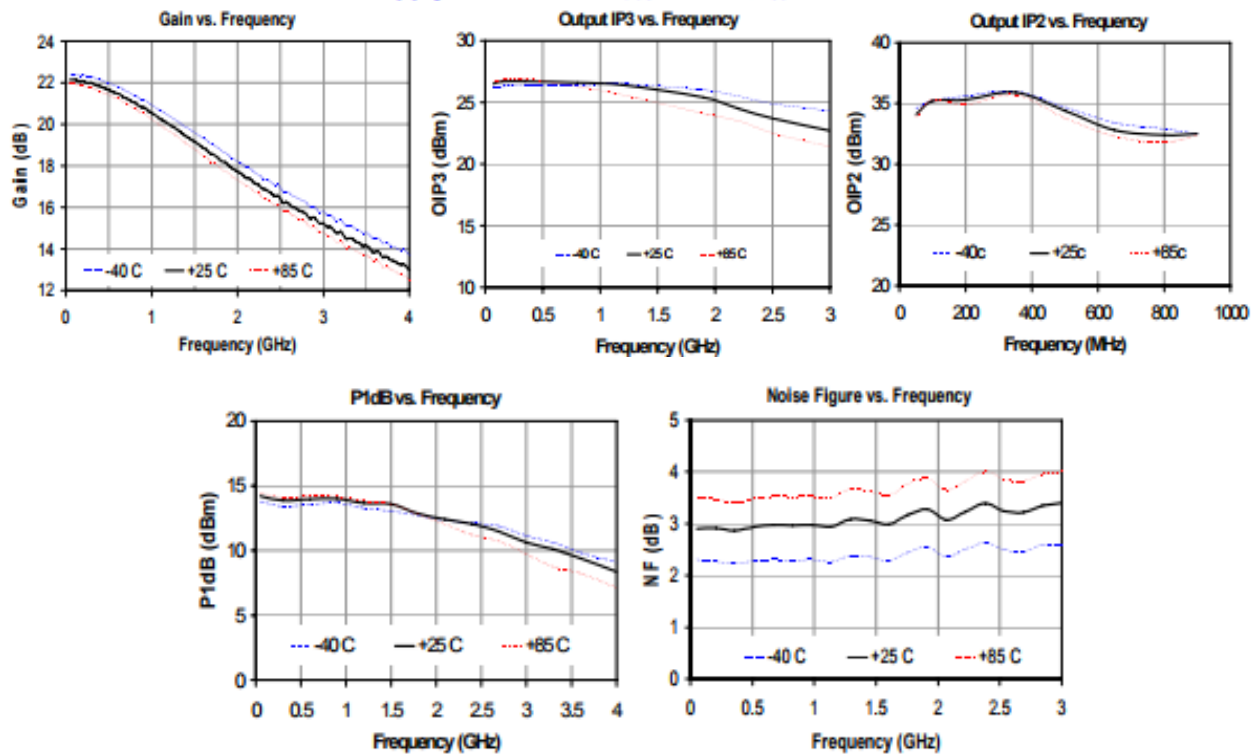 Gain vs. Frequency
24
22
20
18
16
14
12
Gain (dB)
-40 C +25 C +85 C
0 1 2 3 4
Frequency (GHz)
Output IP3 vs. Frequency
30
25
20
15
10
OIP3 (dBm)
-40 C +25 C +85 C
0 0.5 1 1.5 2 2.5 3
Frequency (GHz)
Output IP2 vs. Frequency
40
35
30
25
20
OIP2 (dBm)
-40c +25c +85c
0 200 400 600 800 1000
Frequency (MHz)
P1dB vs. Frequency
20
15
10
5
0
P1dB (dBm)
-40 C +25 C +85 C
0 0.5 1 1.5 2 2.5 3 3.5 4
Frequency (GHz)
Noise Figure vs. Frequency
5
4
3
2
1
0
NF (dB)
-40 C +25 C +85 C
0 0.5 1 1.5 2 2.5 3
Frequency (GHz)